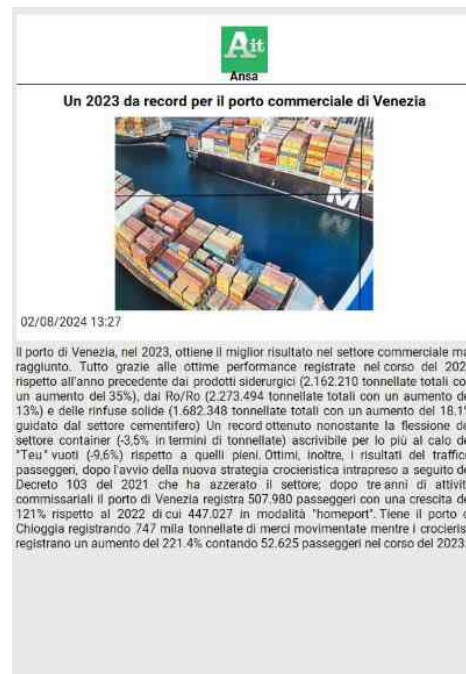 Ait
Ansa
Un 2023 da record per il porto commerciale di Venezia
M
02/08/2024 13:27
Il porto di Venezia, nel 2023, ottiene il miglior risultato nel settore commerciale ma
raggiunto. Tutto grazie alle ottime performance registrate nel corso del 202
rispetto all'anno precedente dai prodotti siderurgici (2.162.210 tonnellate totali co
un aumento del 35%), dai Ro/Ro (2.273.494 tonnellate totali con un aumento de
13%) e delle rinfuse solide (1.682.348 tonnellate totali con un aumento del 18.1%
guidato dal settore cementifero) Un record ottenuto nonostante la flessione de
settore container (-3,5% in termini di tonnellate) ascrivibile per lo più al calo de
"Teu" vuoti (-9,6%) rispetto a quelli pieni. Ottimi, inoltre, i risultati del traffico
passeggeri, dopo l'avvio della nuova strategia crocieristica intrapreso a seguito de
Decreto 103 del 2021 che ha azzerato il settore; dopo tre anni di attivit
commissariali il porto di Venezia registra 507.980 passeggeri con una crescita de
121% rispetto al 2022 di cui 447.027 in modalità "homeport". Tiene il porto d
Chioggia registrando 747 mila tonnellate di merci movimentate mentre i crocieris
registrano un aumento del 221.4% contando 52.625 passeggeri nel corso del 2023.